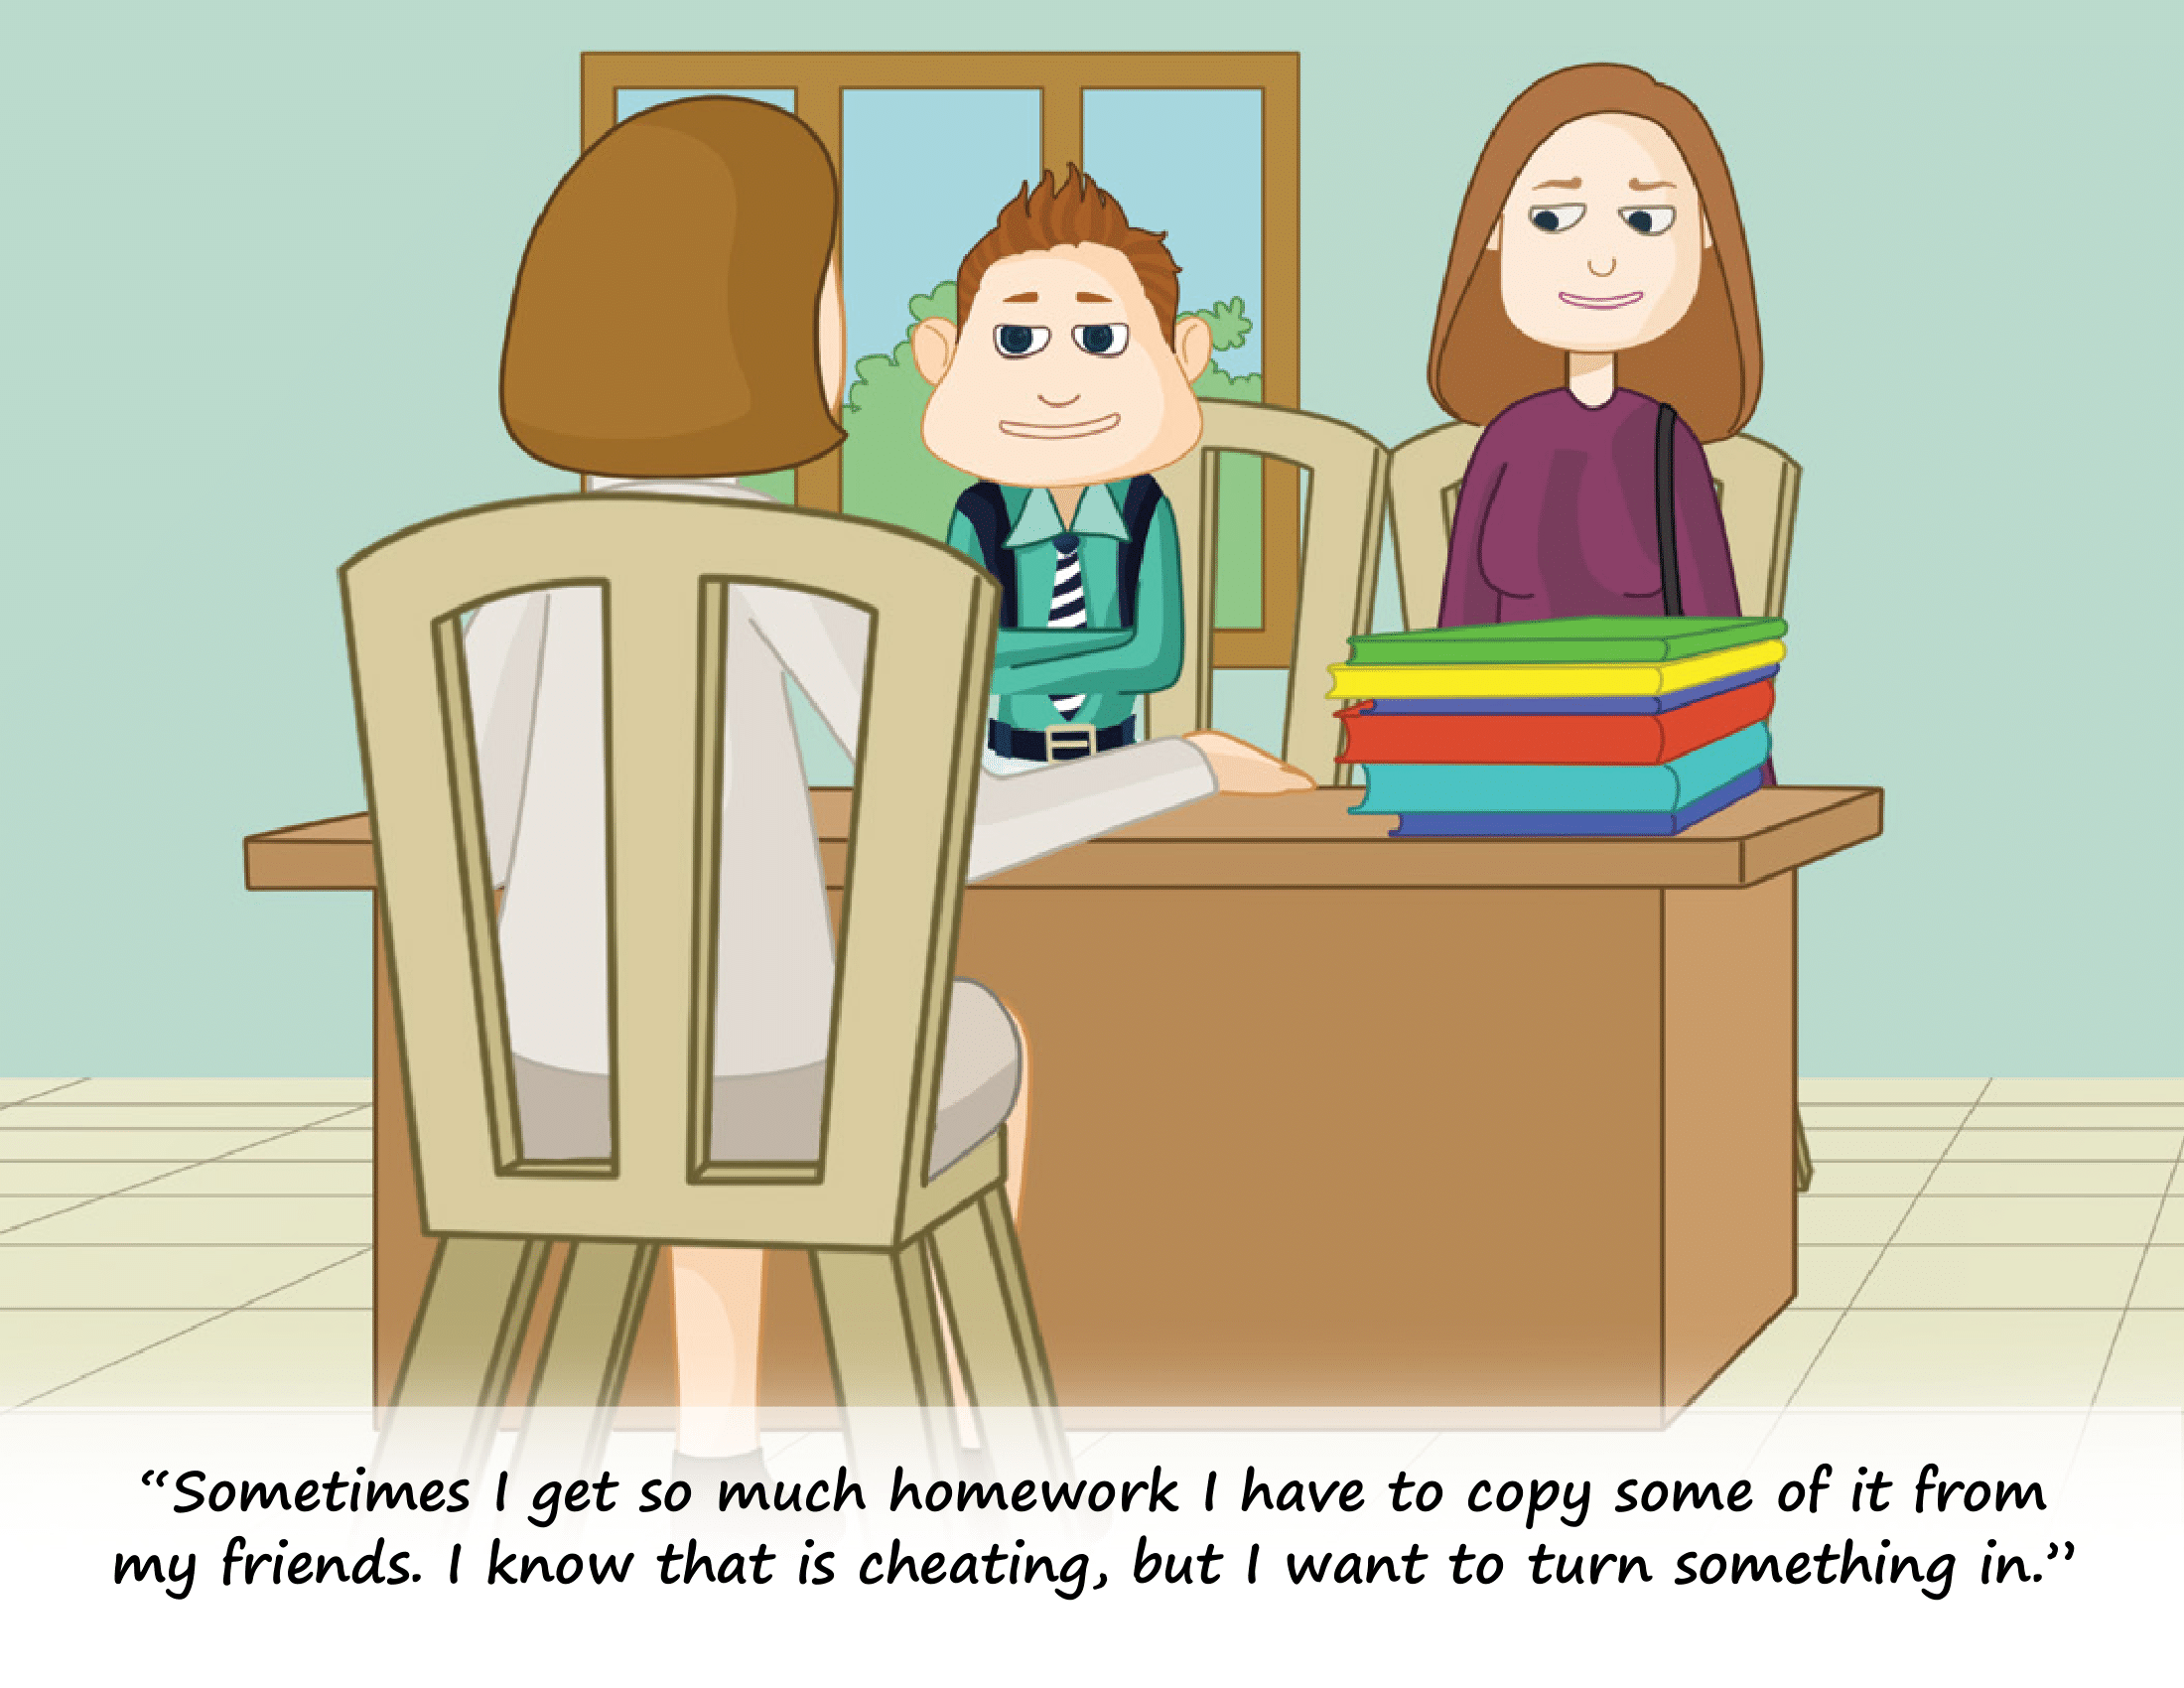 “Sometimes I get so much homework I have to copy some of it from
my friends. I know that is cheating, but I want to turn something in.”